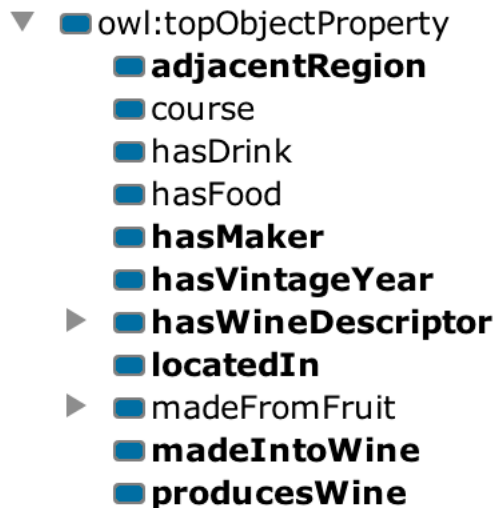 owl:topObjectProperty
adjacentRegion
course
hasDrink
hasFood
hasMaker
hasVintageYear
hasWineDescriptor
locatedIn
madeFromFruit
madeIntoWine
producesWine